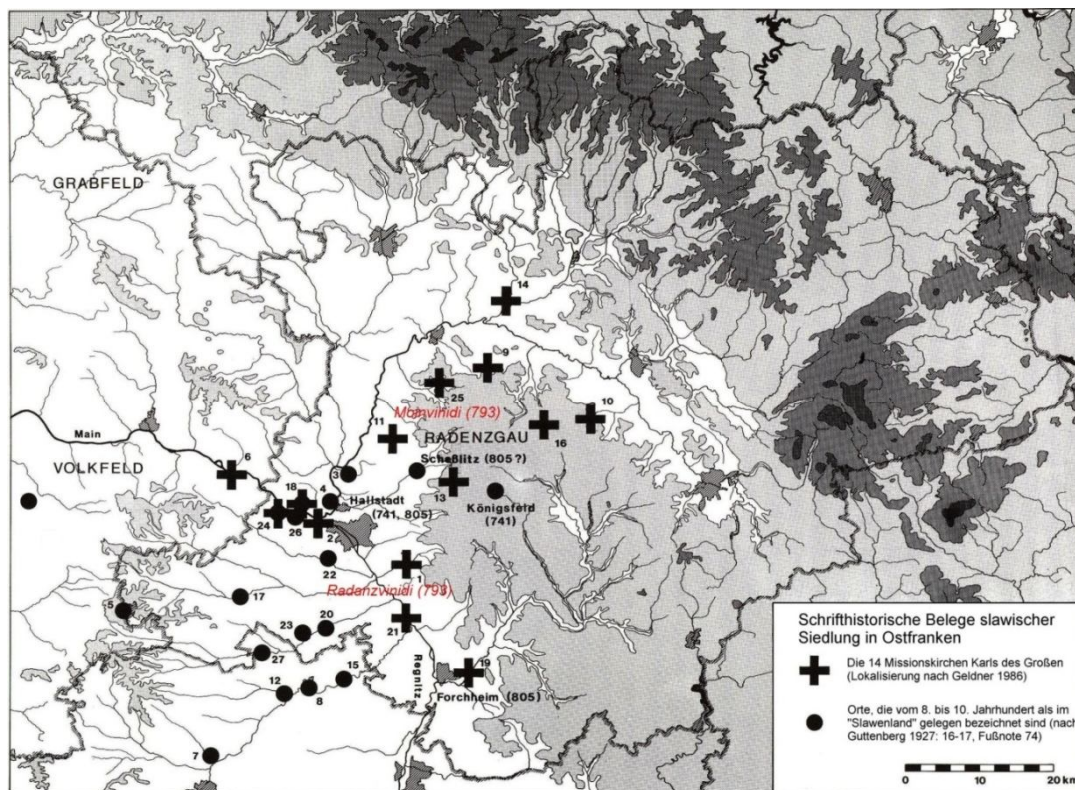 GRABFELD
14
9
25
Moinvinidi (793)
10
11
RADENZGAU
16
Main
VOLKFELD
6
Scheßlitz (805?)
3
13
18
4
Hallstadt
(741, 805)
Königsfeld
(741)
24
26
2
22
1
Radanzvinidi (793)
5
17
20
23
21
27
15
19
12
8
Regnitz
Forchheim (805)
7
Schrifthistorische Belege slawischer
Siedlung in Ostfranken
Die 14 Missionskirchen Karls des Großen
(Lokalisierung nach Geldner 1986)
Orte, die vom 8. bis 10. Jahrhundert als im
"Slawenland" gelegen bezeichnet sind (nach
Guttenberg 1927: 16-17, Fußnote 74)
0 10 20 km